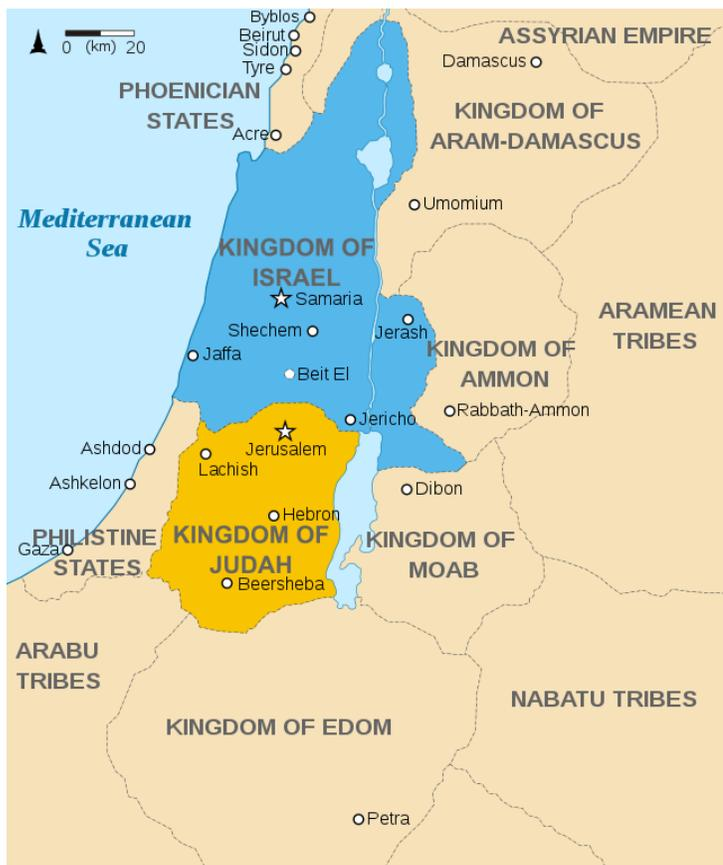 Byblos
Beirut
Sidon
Tyre
0 (km) 20
ASSYRIAN EMPIRE
Damascus
PHOENICIAN
STATES
KINGDOM OF
ARAM-DAMASCUS
Acre
Umomium
Mediterranean
Sea
KINGDOM OF
ISRAEL
Samaria
Shechem
Jerash
ARAMEAN
TRIBES
Jaffa
KINGDOM OF
AMMON
Beit El
Rabbath-Ammon
Jericho
Ashdod
Jerusalem
Lachish
Ashkelon
Dibon
Hebron
PHILISTINE
STATES
Gaza
KINGDOM OF
JUDAH
KINGDOM OF
MOAB
Beersheba
ARABU
TRIBES
NABATU TRIBES
KINGDOM OF EDOM
Petra